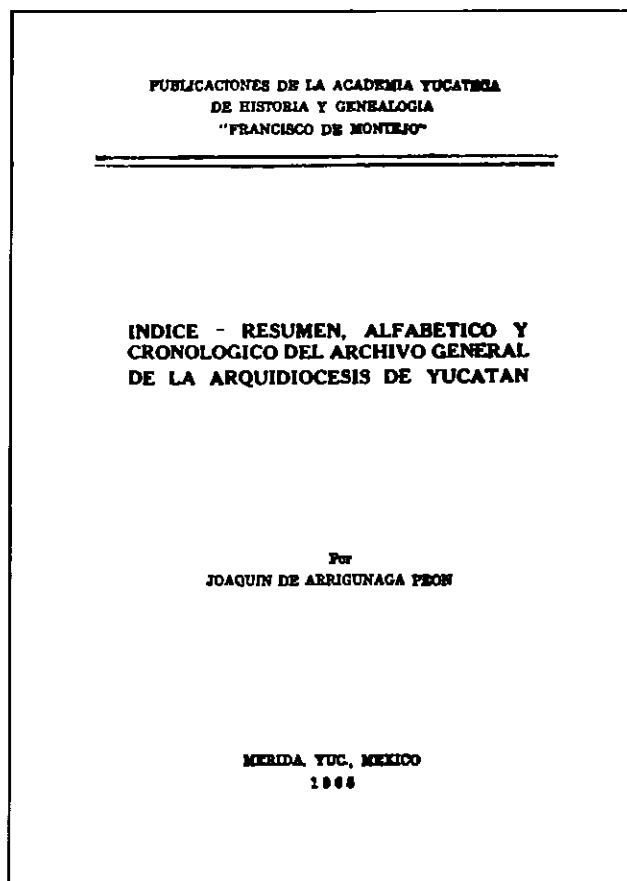 PUBLICACIONES DE LA ACADEMIA YUCATECA
DE HISTORIA Y GENEALOGIA
"FRANCISCO DE MONTEJO"
INDICE - RESUMEN, ALFABETICO Y
CRONOLOGICO DEL ARCHIVO GENERAL
DE LA ARQUIDIOCESIS DE YUCATAN
Por
JOAQUIN DE ARRIGUNAGA PEON
MERIDA, YUC., MEXICO